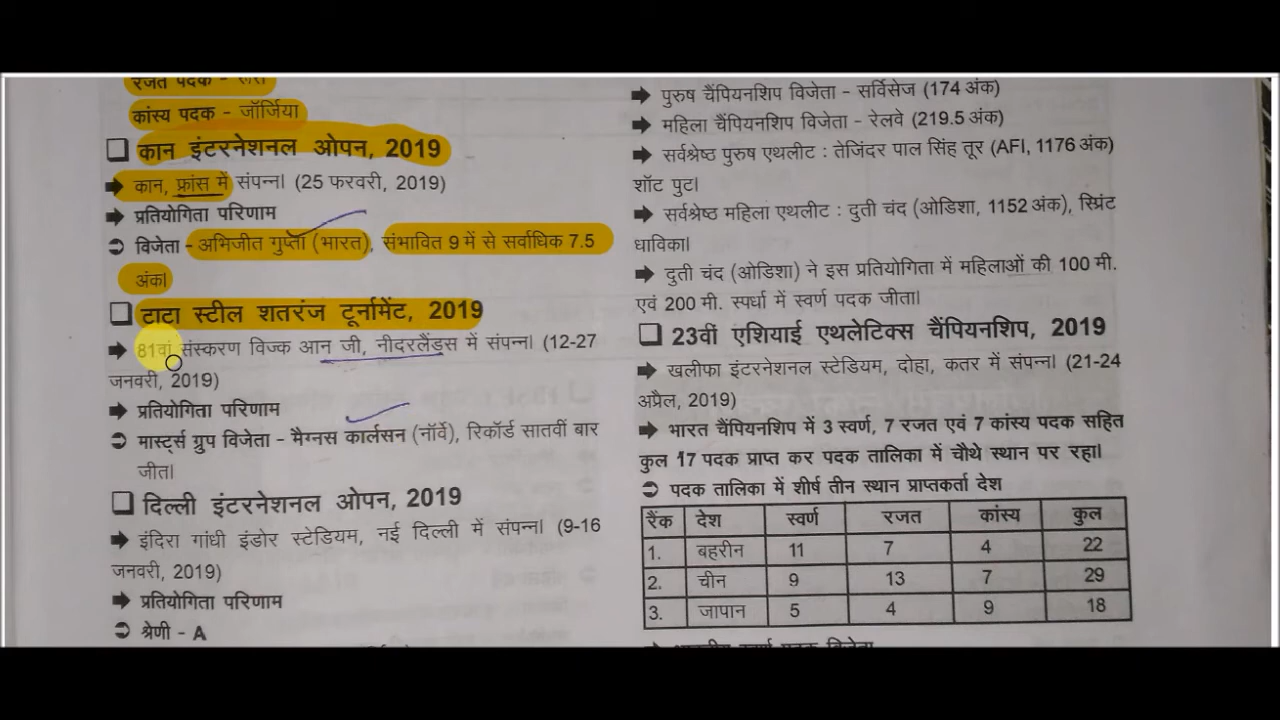 रजत पदक -
कांस्य पदक - जॉर्जिया
❑ कान इंटरनेशनल ओपन, 2019
➡ कान, फ्रांस में संपन्न। (25 फरवरी, 2019)
➡ प्रतियोगिता परिणाम
➲ विजेता - अभिजीत गुप्ता (भारत), संभावित 9 में से सर्वाधिक 7.5
अंक।
❑ टाटा स्टील शतरंज टूर्नामेंट, 2019
➡ 81वां संस्करण विज्क आन जी, नीदरलैंड्स में संपन्न। (12-27
जनवरी, 2019)
➡ प्रतियोगिता परिणाम
➲ मास्टर्स ग्रुप विजेता - मैग्नस कार्लसन (नॉर्वे), रिकॉर्ड सातवीं बार
जीत।
❑ दिल्ली इंटरनेशनल ओपन, 2019
➡ इंदिरा गांधी इंडोर स्टेडियम, नई दिल्ली में संपन्न। (9-16
जनवरी, 2019)
➡ प्रतियोगिता परिणाम
➲ श्रेणी - A
➡ पुरुष चैंपियनशिप विजेता - सर्विसेज (174 अंक)
➡ महिला चैंपियनशिप विजेता - रेलवे (219.5 अंक)
➡ सर्वश्रेष्ठ पुरुष एथलीट : तेजिंदर पाल सिंह तूर (AFI, 1176 अंक)
शॉट पुट।
➡ सर्वश्रेष्ठ महिला एथलीट : दुती चंद (ओडिशा, 1152 अंक), स्प्रिंट
धाविका।
➡ दुती चंद (ओडिशा) ने इस प्रतियोगिता में महिलाओं की 100 मी.
एवं 200 मी. स्पर्धा में स्वर्ण पदक जीता।
❑ 23वीं एशियाई एथलेटिक्स चैंपियनशिप, 2019
➡ खलीफा इंटरनेशनल स्टेडियम, दोहा, कतर में संपन्न। (21-24
अप्रैल, 2019)
➡ भारत चैंपियनशिप में 3 स्वर्ण, 7 रजत एवं 7 कांस्य पदक सहित
कुल 17 पदक प्राप्त कर पदक तालिका में चौथे स्थान पर रहा।
➲ पदक तालिका में शीर्ष तीन स्थान प्राप्तकर्ता देश
रैंक देश स्वर्ण रजत कांस्य कुल
1. बहरीन 11 7 4 22
2. चीन 9 13 7 29
3. जापान 5 4 9 18